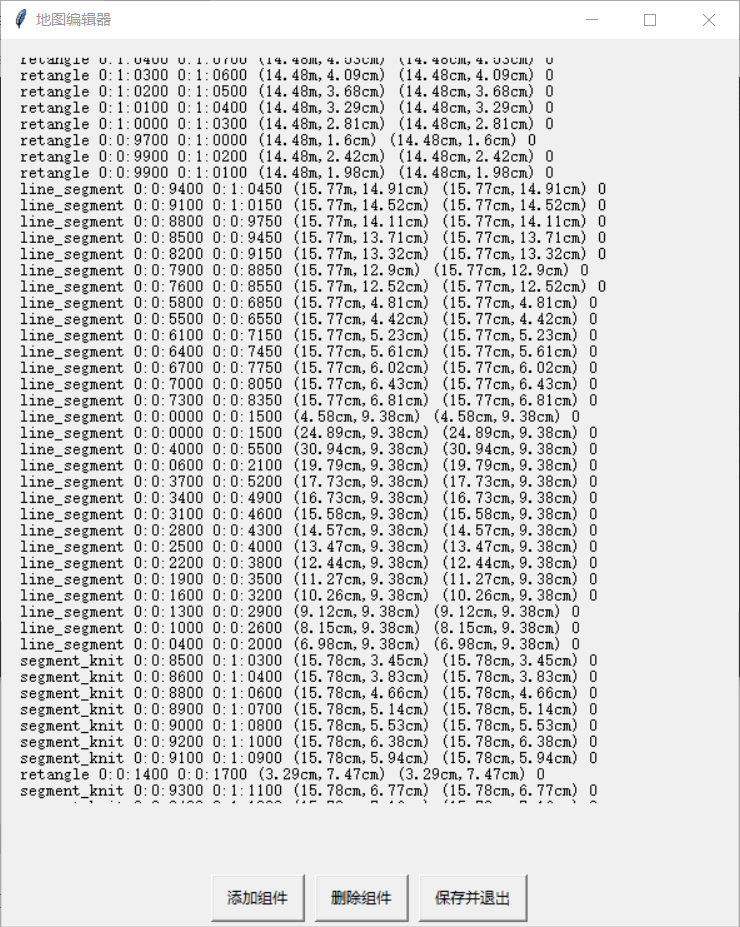 地图编辑器
retangle 0:1:0400 0:1:0700 (14.48m,4.53cm) (14.48cm,4.53cm) 0
retangle 0:1:0300 0:1:0600 (14.48m,4.09cm) (14.48cm,4.09cm) 0
retangle 0:1:0200 0:1:0500 (14.48m,3.68cm) (14.48cm,3.68cm) 0
retangle 0:1:0100 0:1:0400 (14.48m,3.29cm) (14.48cm,3.29cm) 0
retangle 0:1:0000 0:1:0300 (14.48m,2.81cm) (14.48cm,2.81cm) 0
retangle 0:0:9700 0:1:0000 (14.48m,1.6cm) (14.48cm,1.6cm) 0
retangle 0:0:9900 0:1:0200 (14.48m,2.42cm) (14.48cm,2.42cm) 0
retangle 0:0:9900 0:1:0100 (14.48m,1.98cm) (14.48cm,1.98cm) 0
line_segment 0:0:9400 0:1:0450 (15.77m,14.91cm) (15.77cm,14.91cm) 0
line_segment 0:0:9100 0:1:0150 (15.77m,14.52cm) (15.77cm,14.52cm) 0
line_segment 0:0:8800 0:0:9750 (15.77m,14.11cm) (15.77cm,14.11cm) 0
line_segment 0:0:8500 0:0:9450 (15.77m,13.71cm) (15.77cm,13.71cm) 0
line_segment 0:0:8200 0:0:9150 (15.77m,13.32cm) (15.77cm,13.32cm) 0
line_segment 0:0:7900 0:0:8850 (15.77m,12.9cm) (15.77cm,12.9cm) 0
line_segment 0:0:7600 0:0:8550 (15.77m,12.52cm) (15.77cm,12.52cm) 0
line_segment 0:0:5800 0:0:6850 (15.77cm,4.81cm) (15.77cm,4.81cm) 0
line_segment 0:0:5500 0:0:6550 (15.77cm,4.42cm) (15.77cm,4.42cm) 0
line_segment 0:0:6100 0:0:7150 (15.77cm,5.23cm) (15.77cm,5.23cm) 0
line_segment 0:0:6400 0:0:7450 (15.77cm,5.61cm) (15.77cm,5.61cm) 0
line_segment 0:0:6700 0:0:7750 (15.77cm,6.02cm) (15.77cm,6.02cm) 0
line_segment 0:0:7000 0:0:8050 (15.77cm,6.43cm) (15.77cm,6.43cm) 0
line_segment 0:0:7300 0:0:8350 (15.77cm,6.81cm) (15.77cm,6.81cm) 0
line_segment 0:0:0000 0:0:1500 (4.58cm,9.38cm) (4.58cm,9.38cm) 0
line_segment 0:0:0000 0:0:1500 (24.89cm,9.38cm) (24.89cm,9.38cm) 0
line_segment 0:0:4000 0:0:5500 (30.94cm,9.38cm) (30.94cm,9.38cm) 0
line_segment 0:0:0600 0:0:2100 (19.79cm,9.38cm) (19.79cm,9.38cm) 0
line_segment 0:0:3700 0:0:5200 (17.73cm,9.38cm) (17.73cm,9.38cm) 0
line_segment 0:0:3400 0:0:4900 (16.73cm,9.38cm) (16.73cm,9.38cm) 0
line_segment 0:0:3100 0:0:4600 (15.58cm,9.38cm) (15.58cm,9.38cm) 0
line_segment 0:0:2800 0:0:4300 (14.57cm,9.38cm) (14.57cm,9.38cm) 0
line_segment 0:0:2500 0:0:4000 (13.47cm,9.38cm) (13.47cm,9.38cm) 0
line_segment 0:0:2200 0:0:3800 (12.44cm,9.38cm) (12.44cm,9.38cm) 0
line_segment 0:0:1900 0:0:3500 (11.27cm,9.38cm) (11.27cm,9.38cm) 0
line_segment 0:0:1600 0:0:3200 (10.26cm,9.38cm) (10.26cm,9.38cm) 0
line_segment 0:0:1300 0:0:2900 (9.12cm,9.38cm) (9.12cm,9.38cm) 0
line_segment 0:0:1000 0:0:2600 (8.15cm,9.38cm) (8.15cm,9.38cm) 0
line_segment 0:0:0400 0:0:2000 (6.98cm,9.38cm) (6.98cm,9.38cm) 0
segment_knit 0:0:8500 0:1:0300 (15.78cm,3.45cm) (15.78cm,3.45cm) 0
segment_knit 0:0:8600 0:1:0400 (15.78cm,3.83cm) (15.78cm,3.83cm) 0
segment_knit 0:0:8800 0:1:0600 (15.78cm,4.66cm) (15.78cm,4.66cm) 0
segment_knit 0:0:8900 0:1:0700 (15.78cm,5.14cm) (15.78cm,5.14cm) 0
segment_knit 0:0:9000 0:1:0800 (15.78cm,5.53cm) (15.78cm,5.53cm) 0
segment_knit 0:0:9200 0:1:1000 (15.78cm,6.38cm) (15.78cm,6.38cm) 0
segment_knit 0:0:9100 0:1:0900 (15.78cm,5.94cm) (15.78cm,5.94cm) 0
retangle 0:0:1400 0:0:1700 (3.29cm,7.47cm) (3.29cm,7.47cm) 0
segment_knit 0:0:9300 0:1:1100 (15.78cm,6.77cm) (15.78cm,6.77cm) 0
添加组件 删除组件 保存并退出